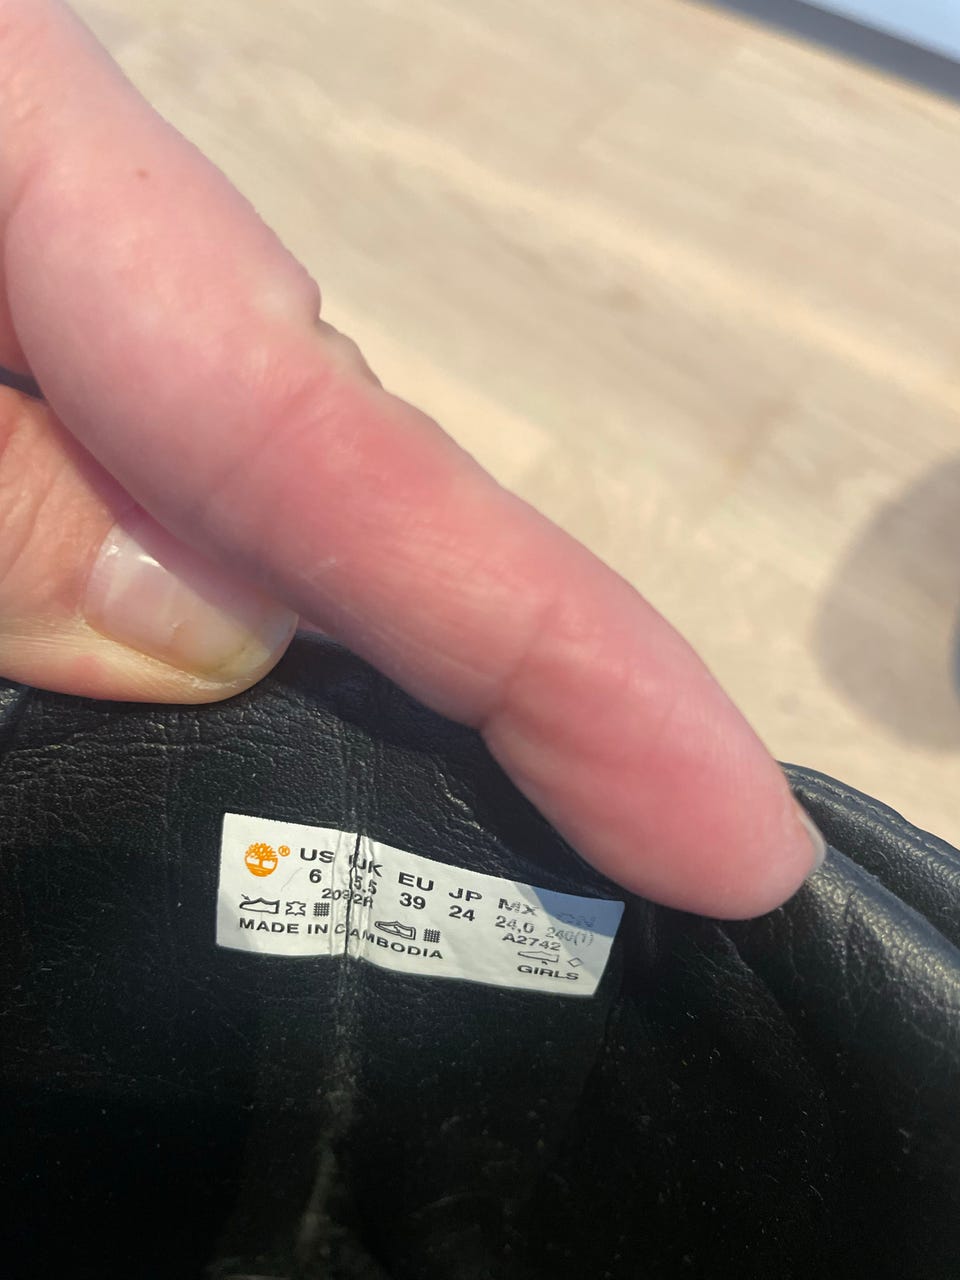 ® US UK EU JP MX CN
6 5.5 39 24 24,0 240(1)
A2742
MADE IN CAMBODIA
GIRLS